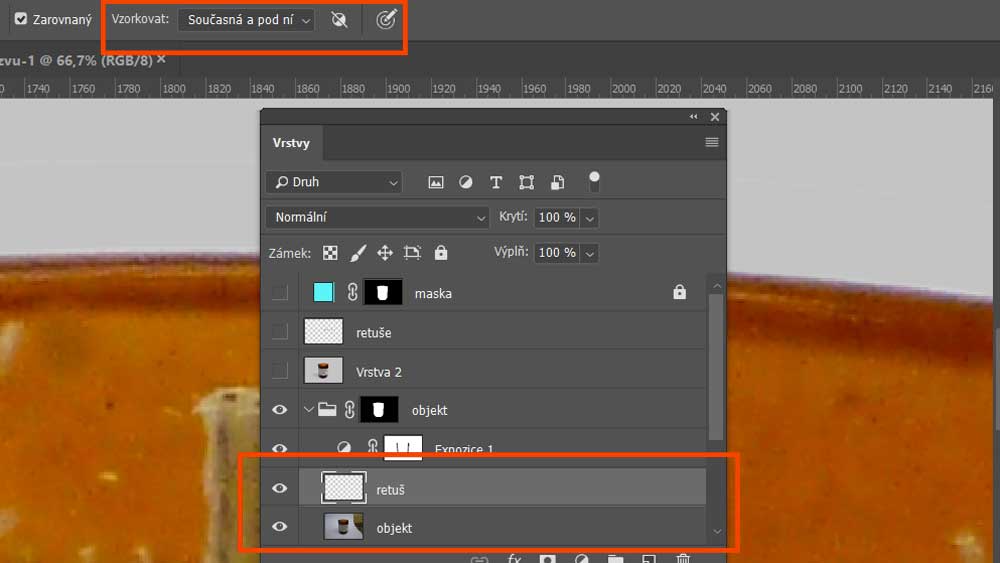 Zarovnaný Vzorkovat: Současná a pod ní
zvu-1 @ 66,7% (RGB/8) ×
1740 1760 1780 1800 1820 1840 1860 1880 1900 1920 1940 1960 1980 2000 2020 2040 2060 2080 2100 2120 2140 2160
Vrstvy
Druh
Normální Krytí: 100 %
Zámek: Výplň: 100 %
maska
retuše
Vrstva 2
objekt
Expozice 1
retuš
objekt
fx